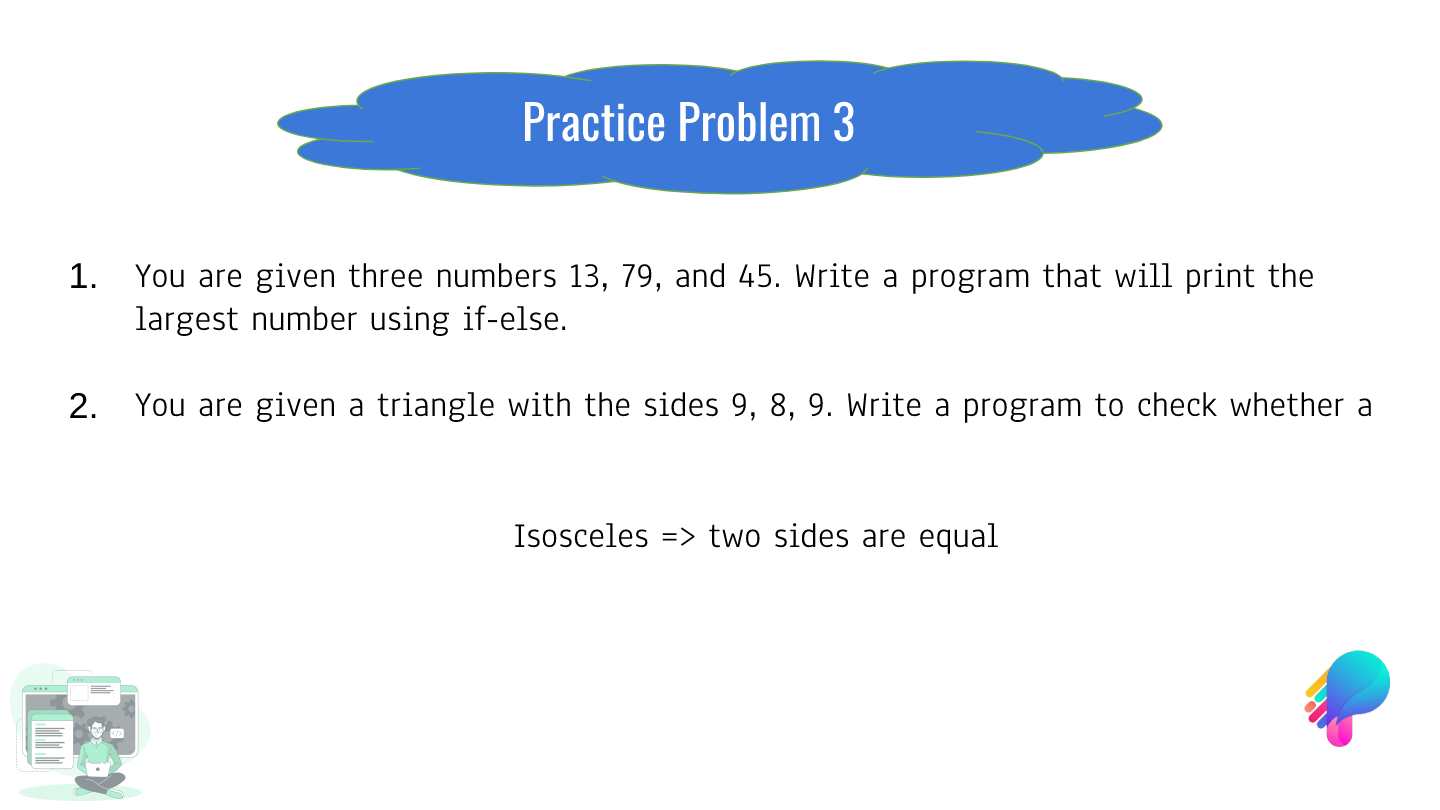 Practice Problem 3
1. You are given three numbers 13, 79, and 45. Write a program that will print the
largest number using if-else.
2. You are given a triangle with the sides 9, 8, 9. Write a program to check whether a
Isosceles => two sides are equal